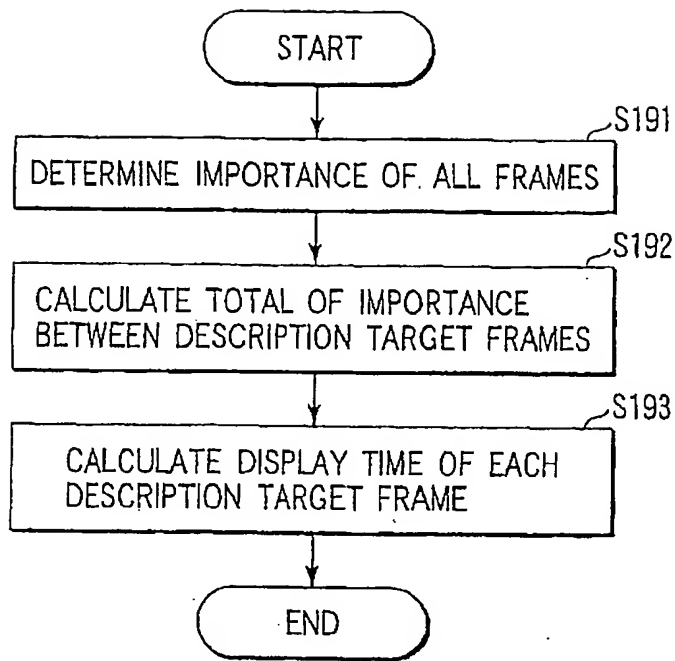 START
S191
DETERMINE IMPORTANCE OF. ALL FRAMES
S192
CALCULATE TOTAL OF IMPORTANCE
BETWEEN DESCRIPTION TARGET FRAMES
S193
CALCULATE DISPLAY TIME OF EACH
DESCRIPTION TARGET FRAME
END